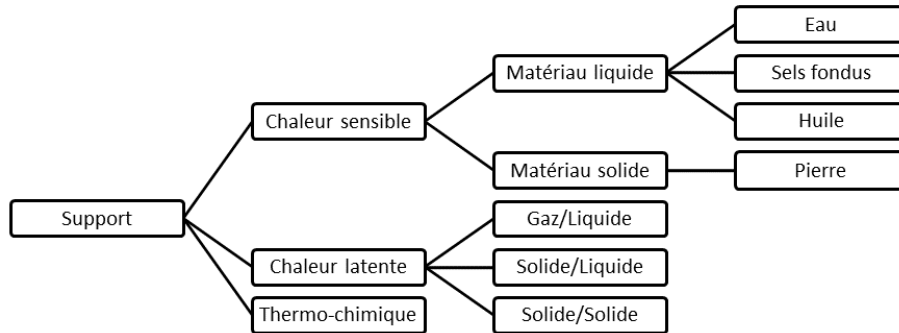 Eau
Matériau liquide
Sels fondus
Chaleur sensible
Huile
Matériau solide
Pierre
Support
Gaz/Liquide
Chaleur latente
Solide/Liquide
Thermo-chimique
Solide/Solide